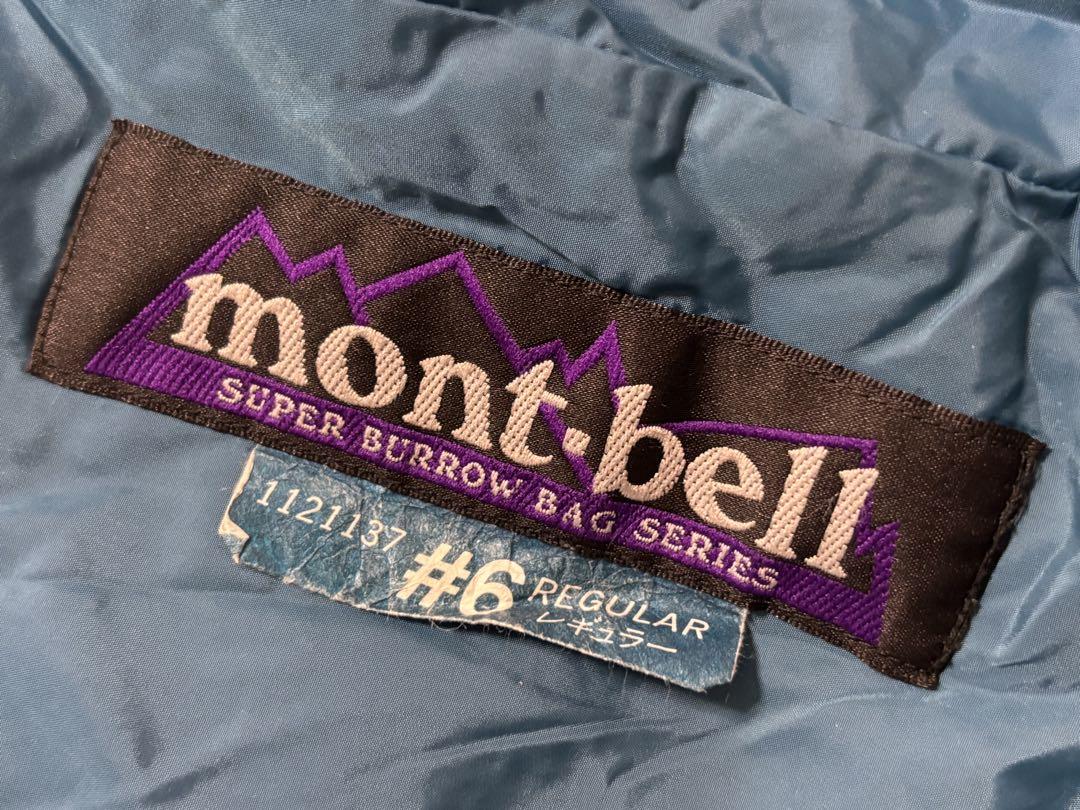 mont-bell
SUPER BURROW BAG SERIES
1121137 #6 REGULAR
レギュラー